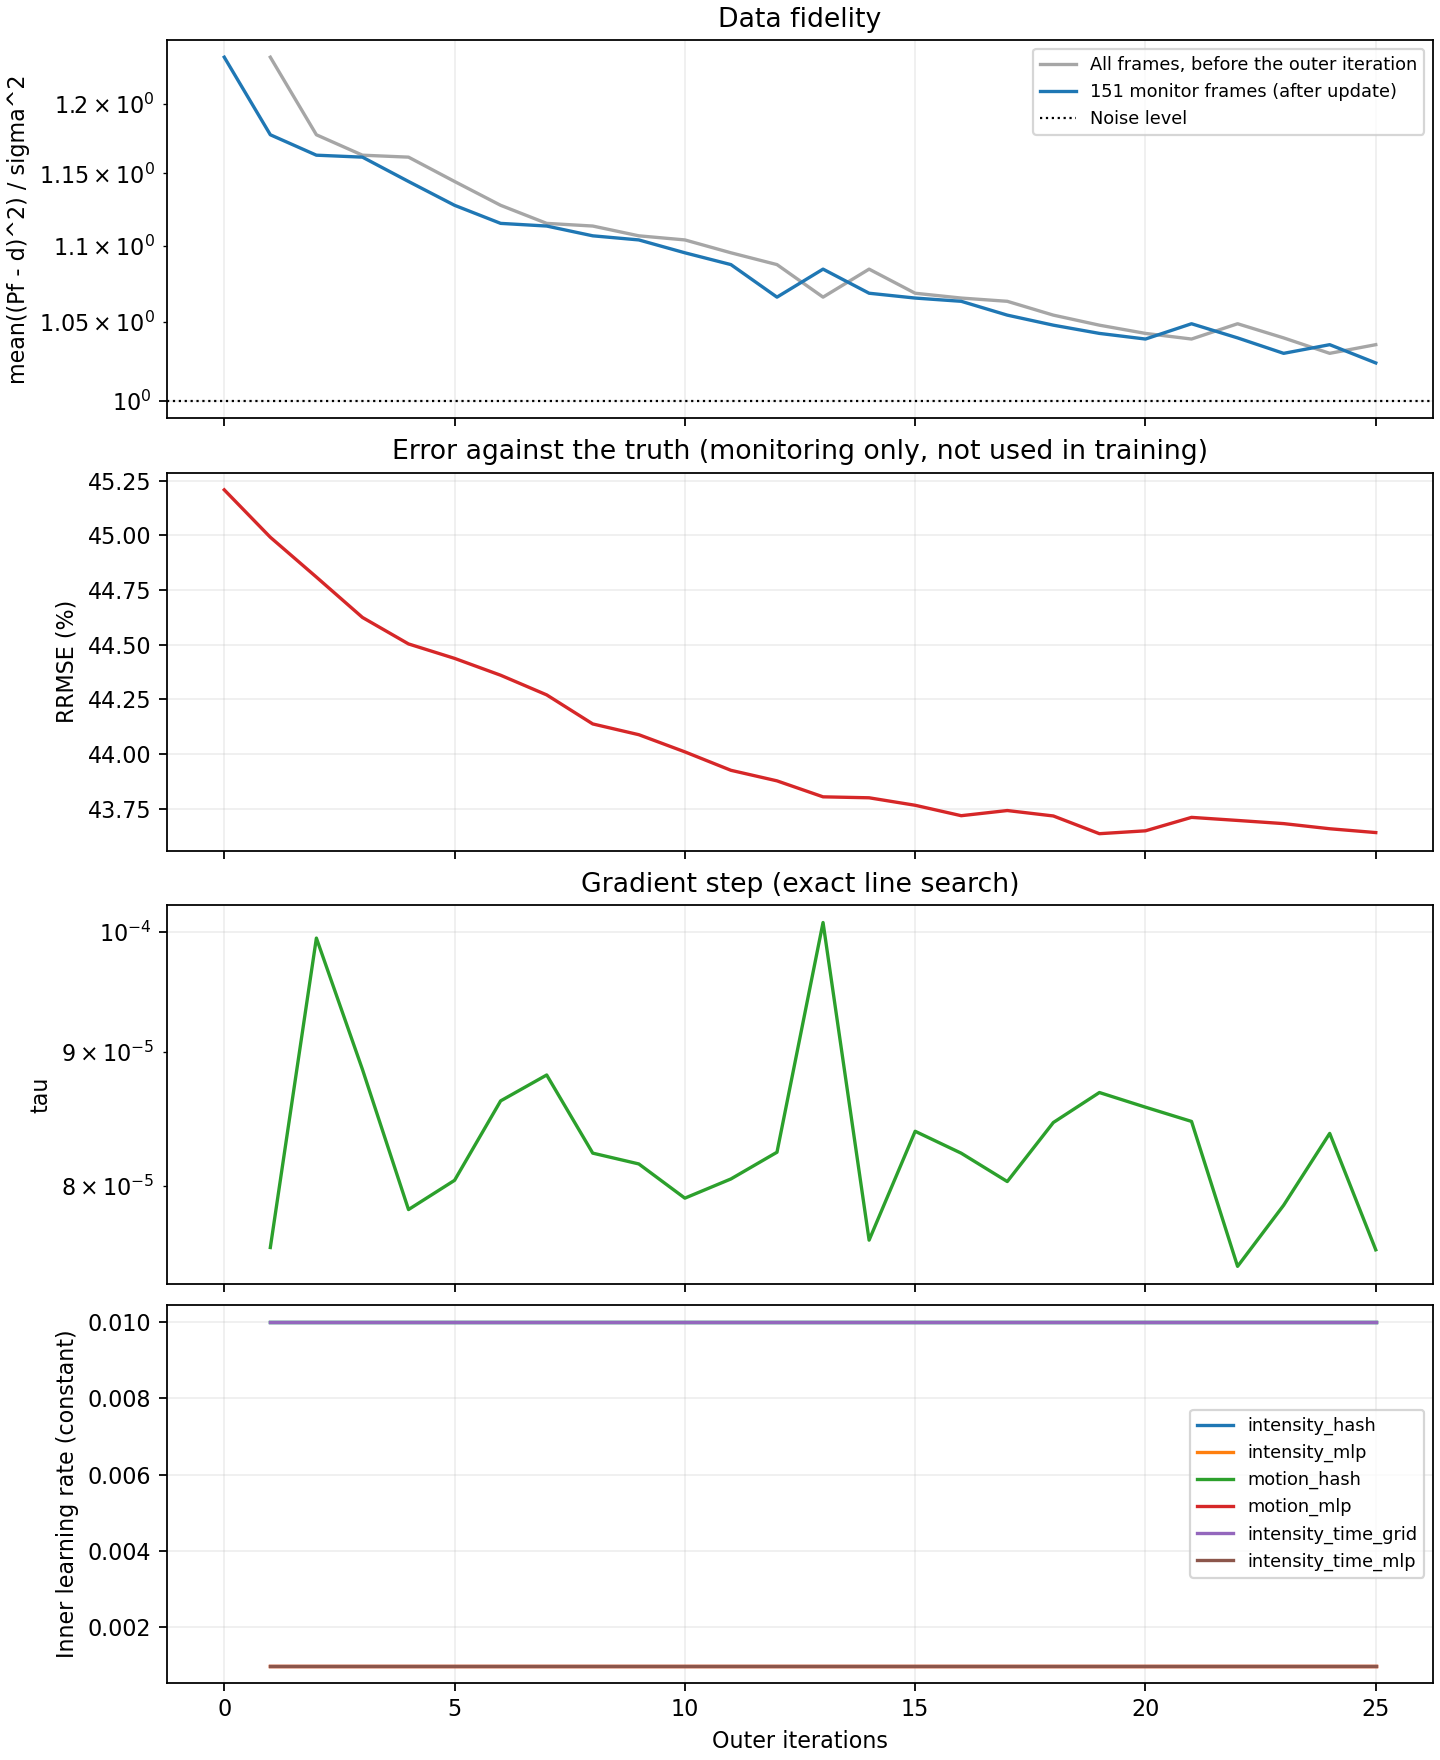 Data fidelity
mean((Pf - d)^2) / sigma^2
1.2 × 10⁰
1.15 × 10⁰
1.1 × 10⁰
1.05 × 10⁰
10⁰
All frames, before the outer iteration
151 monitor frames (after update)
Noise level
Error against the truth (monitoring only, not used in training)
RRMSE (%)
45.25
45.00
44.75
44.50
44.25
44.00
43.75
Gradient step (exact line search)
tau
10⁻⁴
9 × 10⁻⁵
8 × 10⁻⁵
Inner learning rate (constant)
0.010
0.008
0.006
0.004
0.002
intensity_hash
intensity_mlp
motion_hash
motion_mlp
intensity_time_grid
intensity_time_mlp
0 5 10 15 20 25
Outer iterations